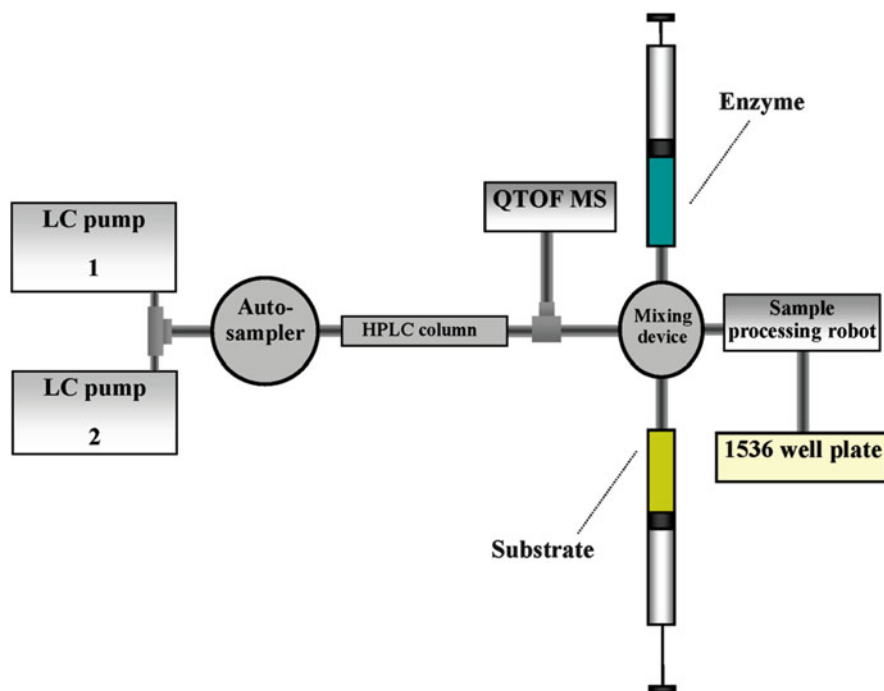 Enzyme
QTOF MS
LC pump
1
Auto-
sampler
HPLC column
Mixing
device
Sample
processing robot
LC pump
2
1536 well plate
Substrate